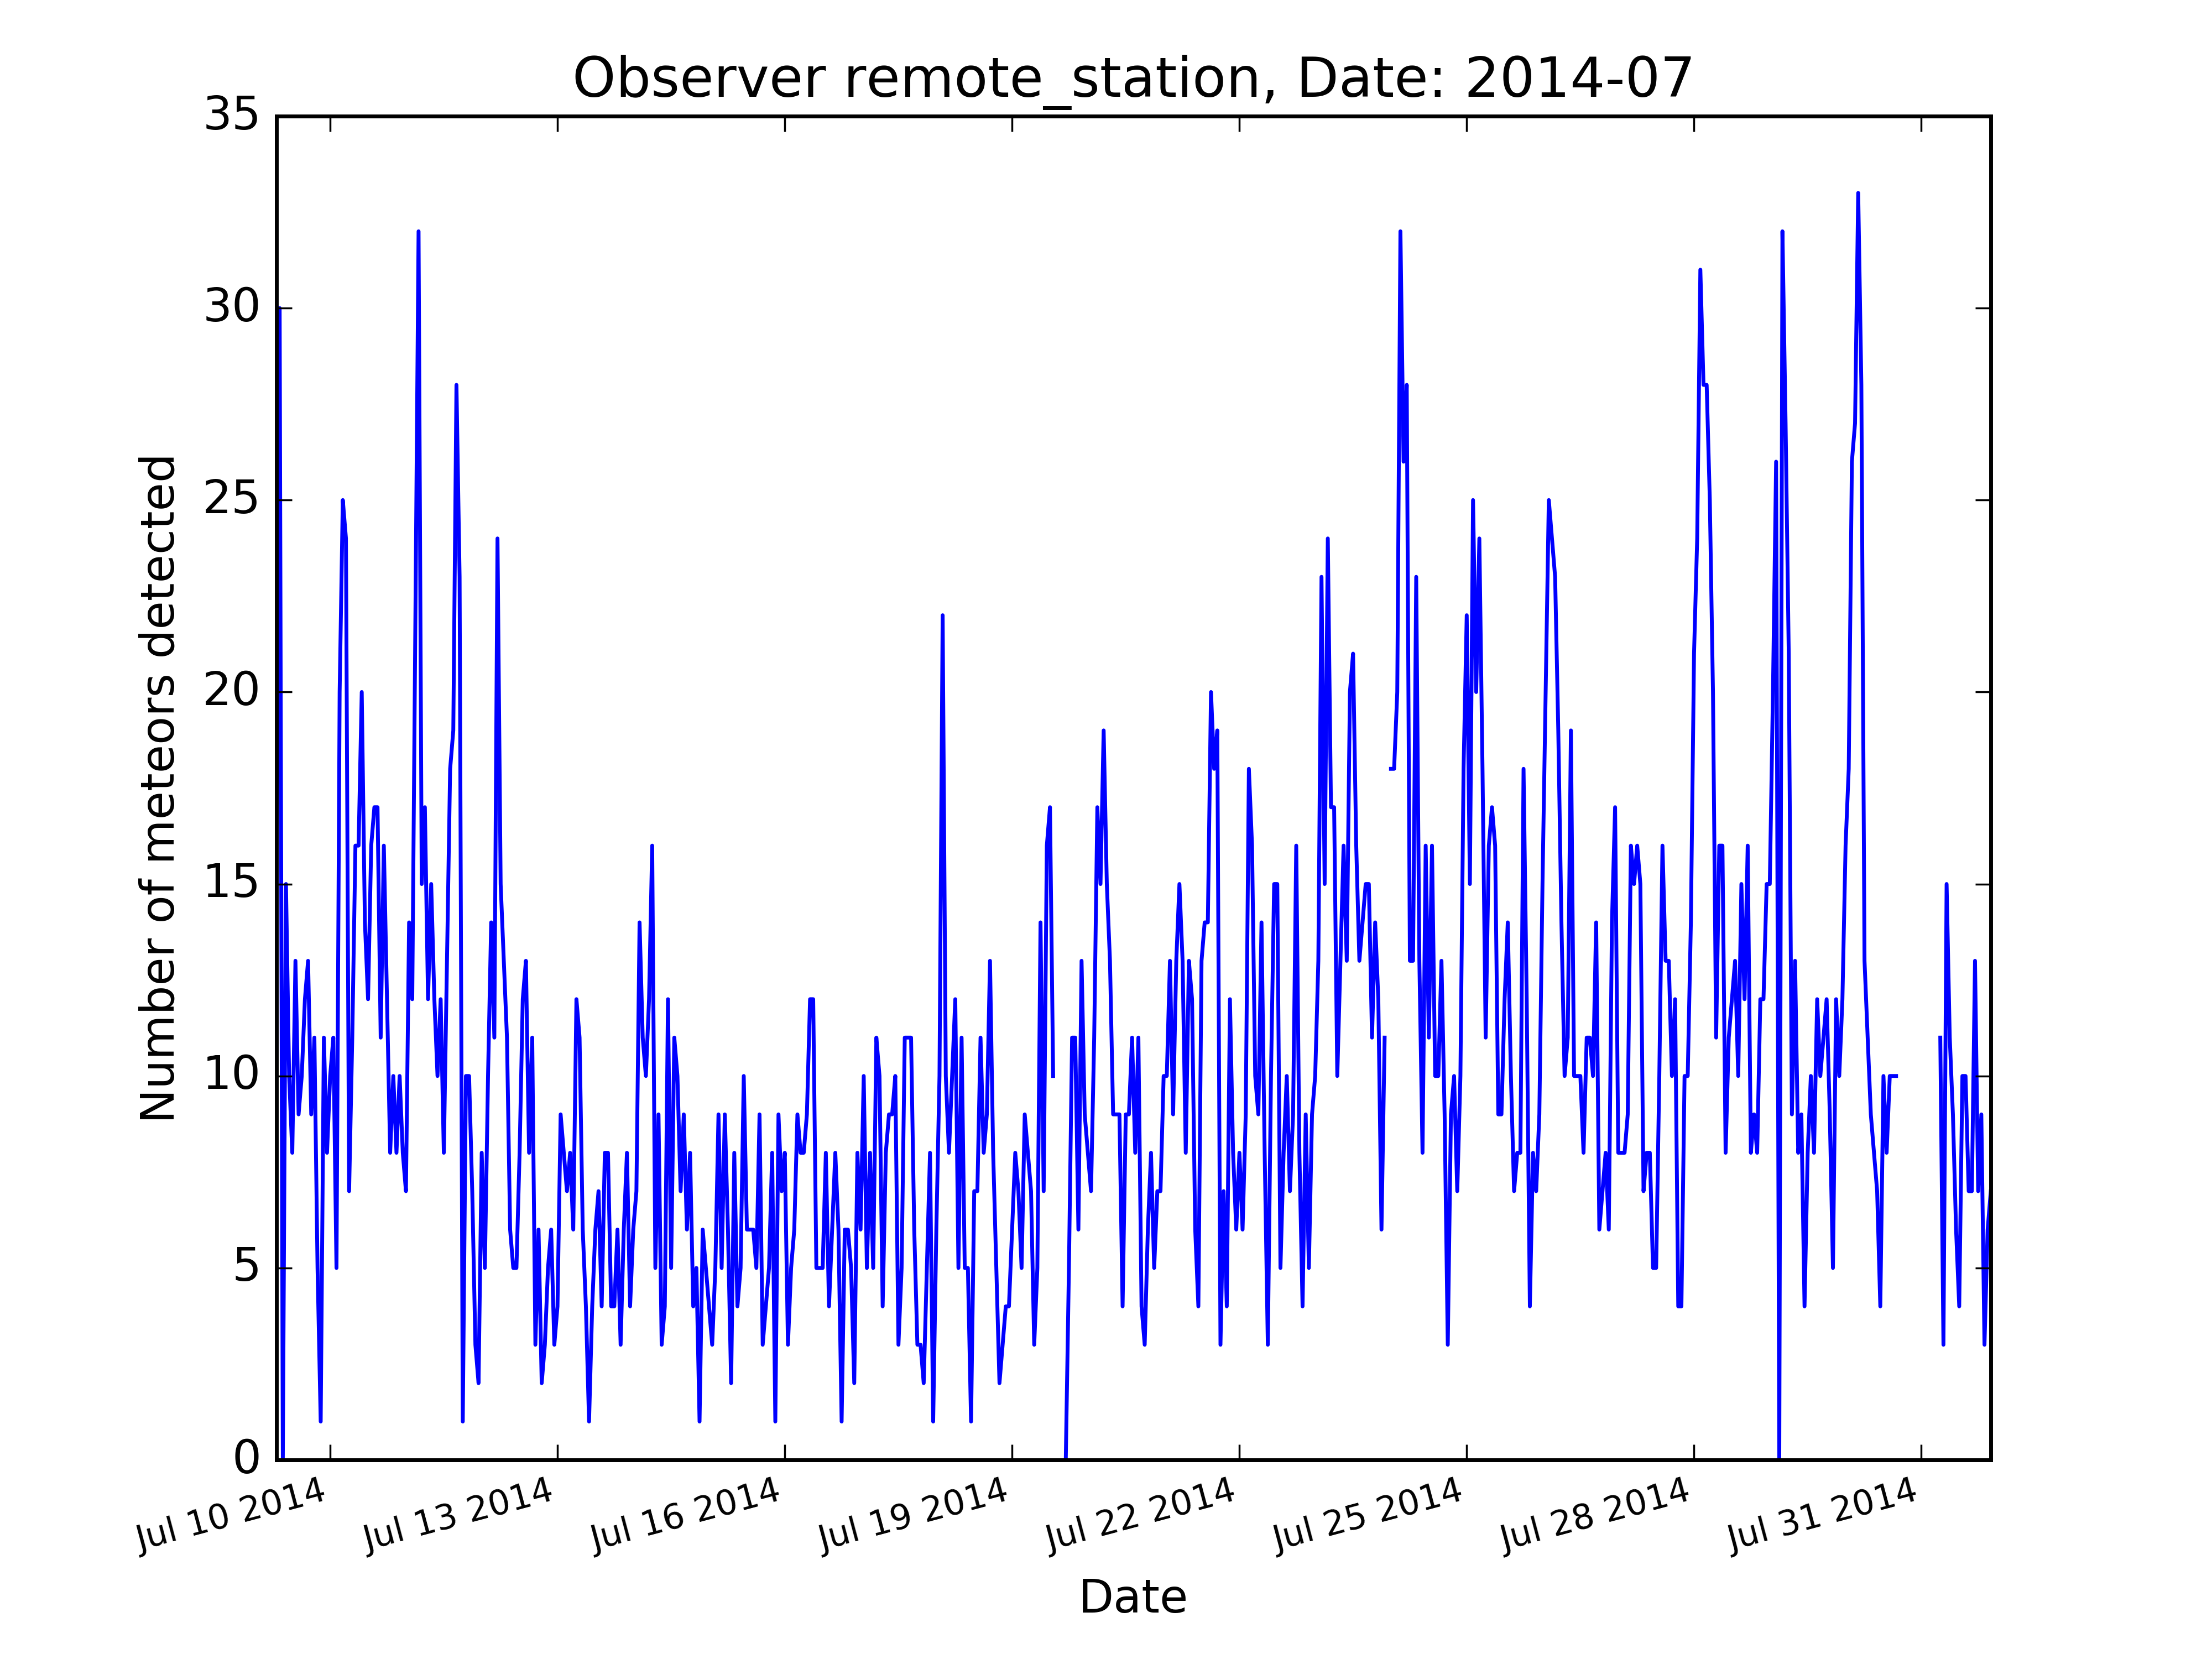 Observer remote_station, Date: 2014-07
Number of meteors detected
35
30
25
20
15
10
5
0
Jul 10 2014
Jul 13 2014
Jul 16 2014
Jul 19 2014
Jul 22 2014
Jul 25 2014
Jul 28 2014
Jul 31 2014
Date